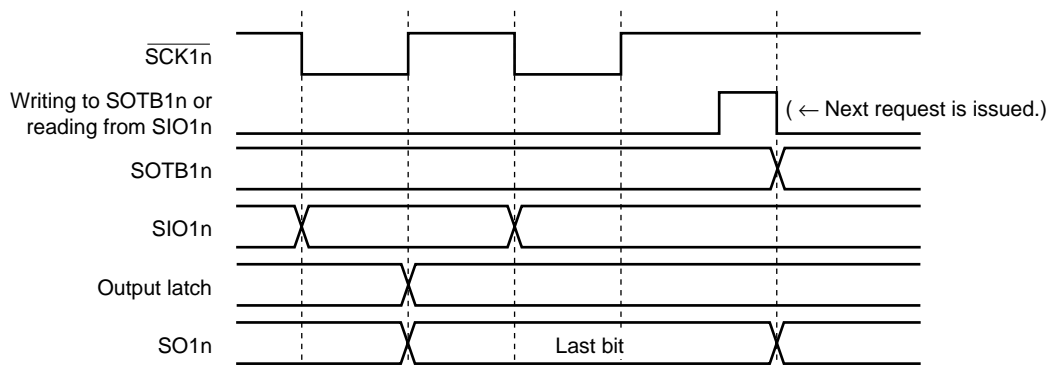 SCK1n
Writing to SOTB1n or
reading from SIO1n
( ← Next request is issued.)
SOTB1n
SIO1n
Output latch
SO1n
Last bit